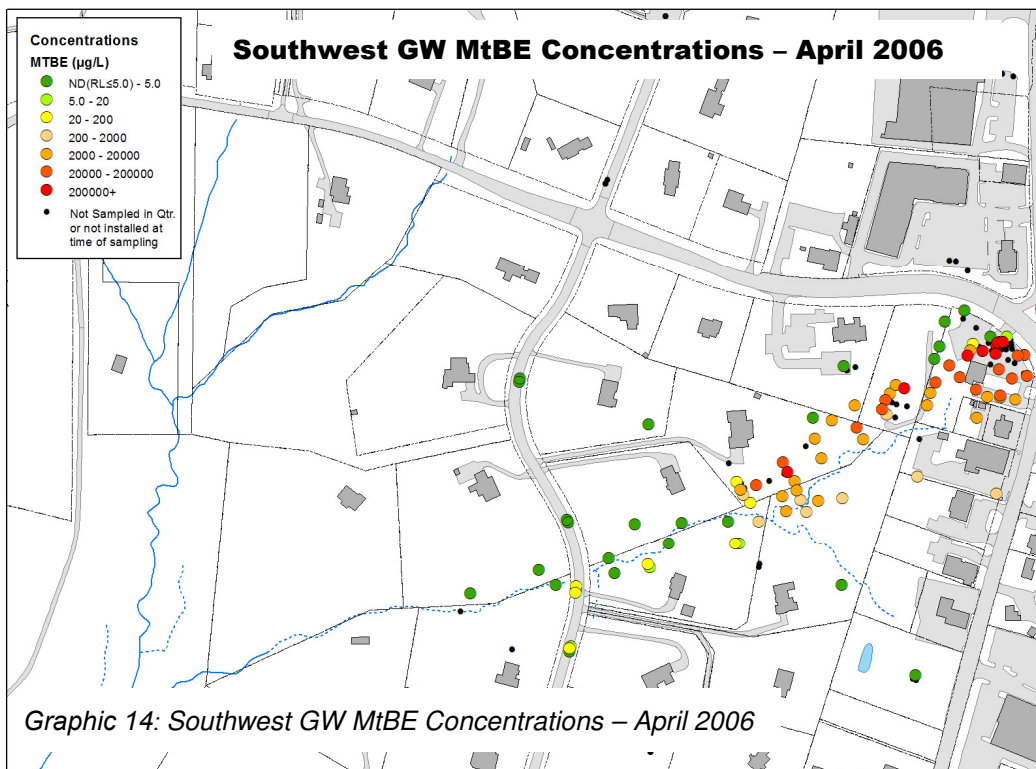 Southwest GW MtBE Concentrations – April 2006
Concentrations
MTBE (µg/L)
ND(RL≤5.0) - 5.0
5.0 - 20
20 - 200
200 - 2000
2000 - 20000
20000 - 200000
200000+
Not Sampled in Qtr.
or not installed at
time of sampling
Graphic 14: Southwest GW MtBE Concentrations – April 2006